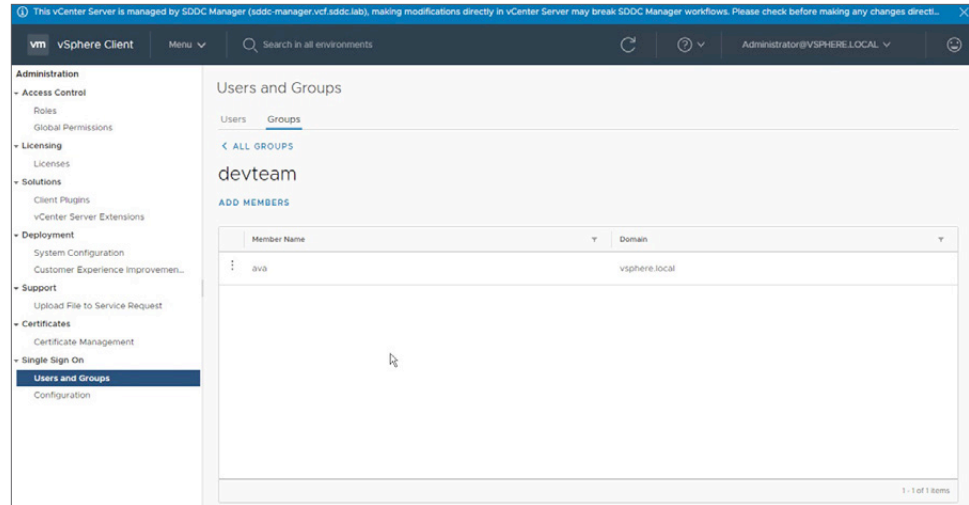 This vCenter Server is managed by SDDC Manager (sddc-manager.vcf.sddc.lab), making modifications directly in vCenter Server may break SDDC Manager workflows. Please check before making any changes directi...
vm vSphere Client Menu Search in all environments Administrator@VSPHERE.LOCAL
Administration
Access Control
Roles
Global Permissions
Licensing
Licenses
Solutions
Client Plugins
vCenter Server Extensions
Deployment
System Configuration
Customer Experience Improvemen...
Support
Upload File to Service Request
Certificates
Certificate Management
Single Sign On
Users and Groups
Configuration
Users and Groups
Users Groups
ALL GROUPS
devteam
ADD MEMBERS
Member Name Domain
ava vsphere.local
1 - 1 of 1 items